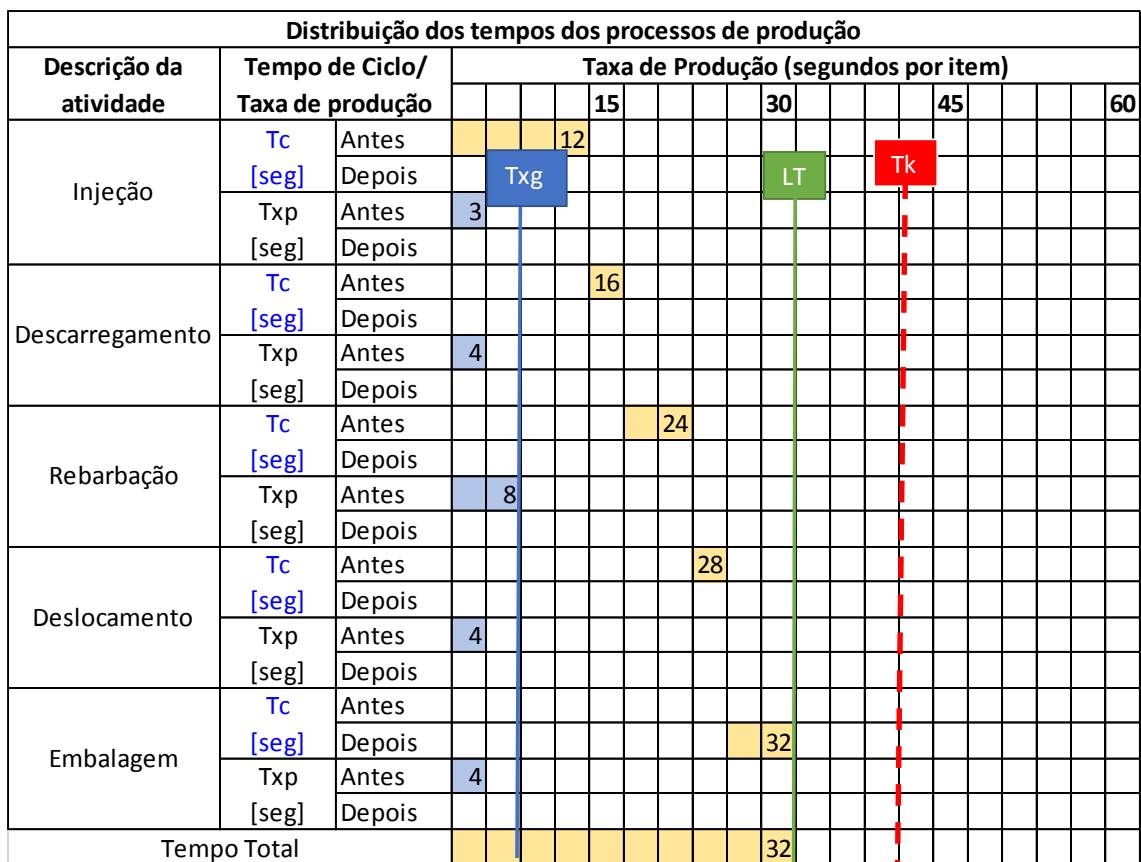 Distribuição dos tempos dos processos de produção
Descrição da atividade
Tempo de Ciclo/ Taxa de produção
Taxa de Produção (segundos por item)
15 30 45 60
Injeção
Tc Antes 12
[seg] Depois
Txp Antes 3
[seg] Depois
Txg
LT
Tk
Descarregamento
Tc Antes 16
[seg] Depois
Txp Antes 4
[seg] Depois
Rebarbação
Tc Antes 24
[seg] Depois
Txp Antes 8
[seg] Depois
Deslocamento
Tc Antes 28
[seg] Depois
Txp Antes 4
[seg] Depois
Embalagem
Tc Antes
[seg] Depois 32
Txp Antes 4
[seg] Depois
Tempo Total 32